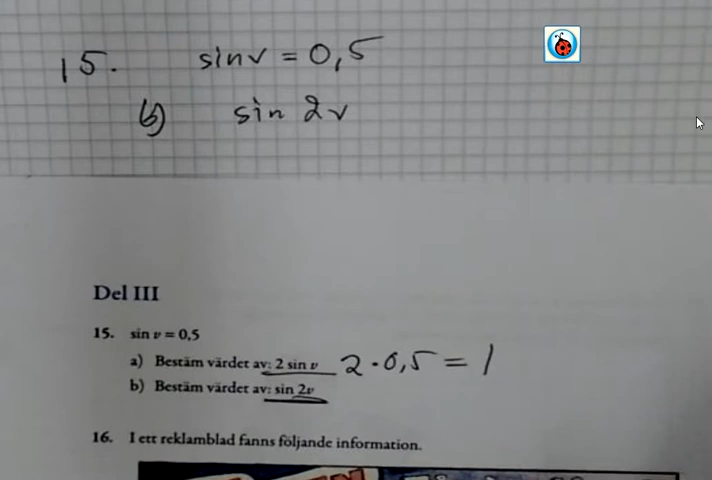 15. sin v = 0,5
b) sin 2v
Del III
15. sin v = 0,5
a) Bestäm värdet av: 2 sin v 2 · 0,5 = 1
b) Bestäm värdet av: sin 2v
16. I ett reklamblad fanns följande information.